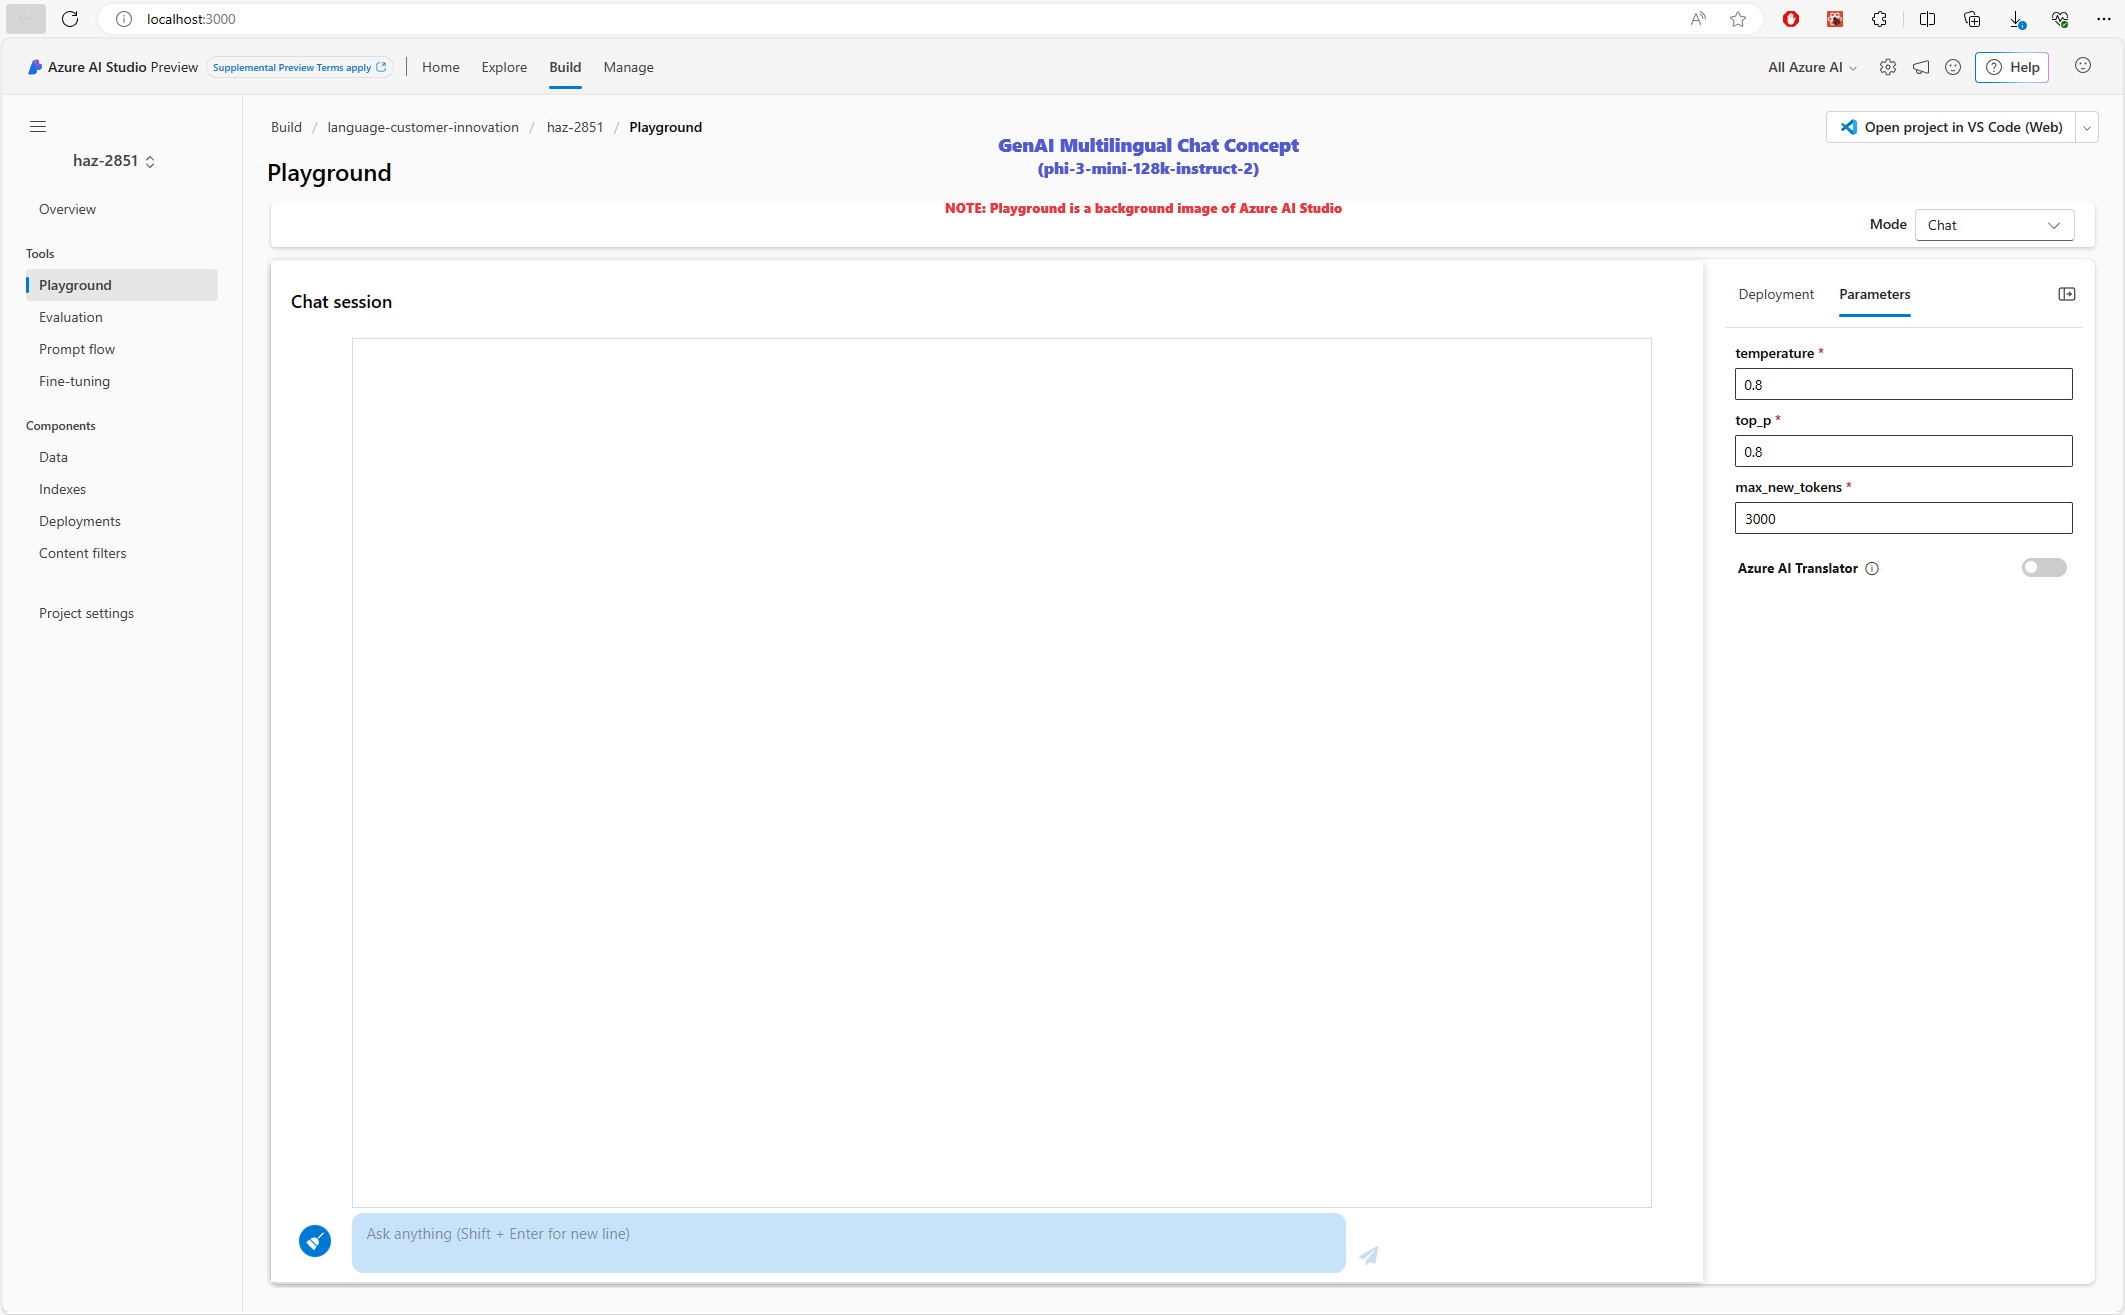 localhost:3000
Azure AI Studio Preview
Supplemental Preview Terms apply
Home
Explore
Build
Manage
All Azure AI
Help
haz-2851
Overview
Tools
Playground
Evaluation
Prompt flow
Fine-tuning
Components
Data
Indexes
Deployments
Content filters
Project settings
Build / language-customer-innovation / haz-2851 / Playground
Open project in VS Code (Web)
GenAI Multilingual Chat Concept
(phi-3-mini-128k-instruct-2)
Playground
NOTE: Playground is a background image of Azure AI Studio
Mode
Chat
Chat session
Deployment
Parameters
temperature *
0.8
top_p *
0.8
max_new_tokens *
3000
Azure AI Translator
Ask anything (Shift + Enter for new line)